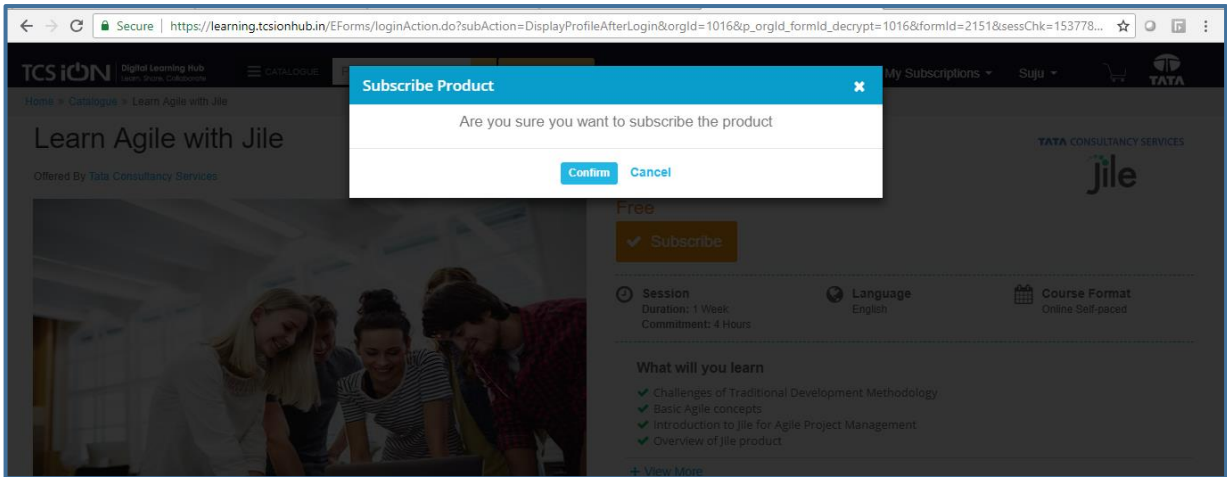 Secure | https://learning.tcsionhub.in/EForms/loginAction.do?subAction=DisplayProfileAfterLogin&orgId=1016&p_orgId_formId_decrypt=1016&formId=2151&sessChk=153778...
TCS iON Digital Learning Hub
Learn, Share, Collaborate
CATALOGUE
My Subscriptions
Suju
TATA
Home » Catalogue » Learn Agile with Jile
Subscribe Product
Are you sure you want to subscribe the product
Confirm Cancel
Learn Agile with Jile
Offered By Tata Consultancy Services
TATA CONSULTANCY SERVICES
Jile
Free
Subscribe
Session
Duration: 1 Week
Commitment: 4 Hours
Language
English
Course Format
Online Self-paced
What will you learn
Challenges of Traditional Development Methodology
Basic Agile concepts
Introduction to Jile for Agile Project Management
Overview of Jile product
+ View More